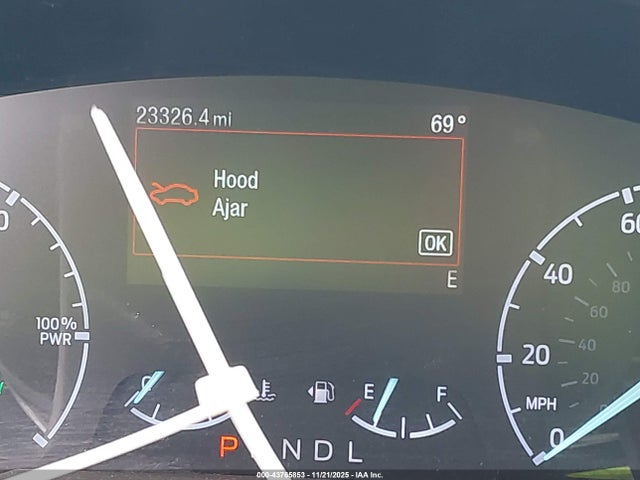 23326.4 mi 69°
Hood
Ajar
OK
E
0
100%
PWR
60
40
80
60
20
40
20
MPH
0
E F
P N D L
000-43765853 - 11/21/2025 - IAA Inc.